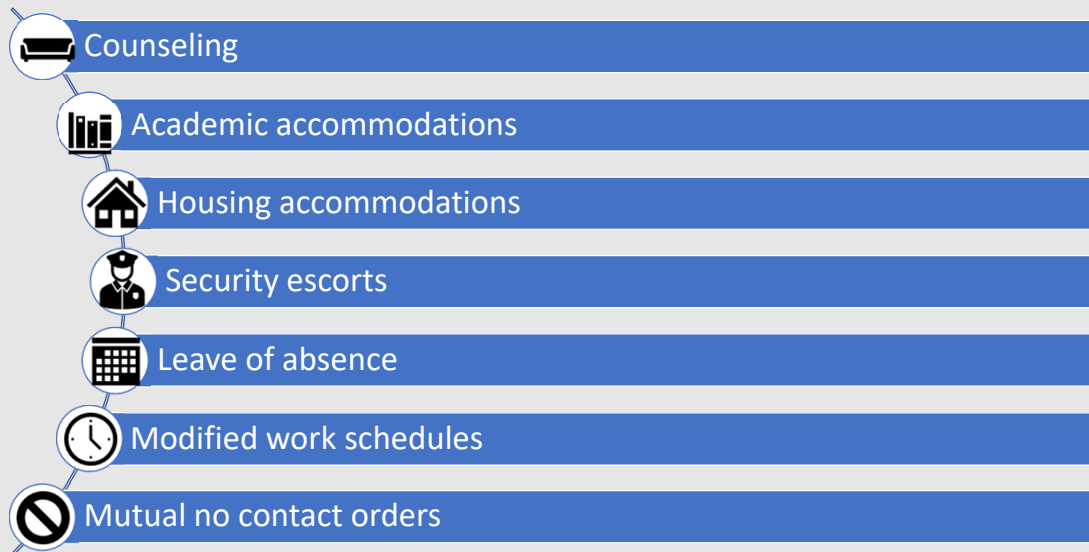 Counseling
Academic accommodations
Housing accommodations
Security escorts
Leave of absence
Modified work schedules
Mutual no contact orders